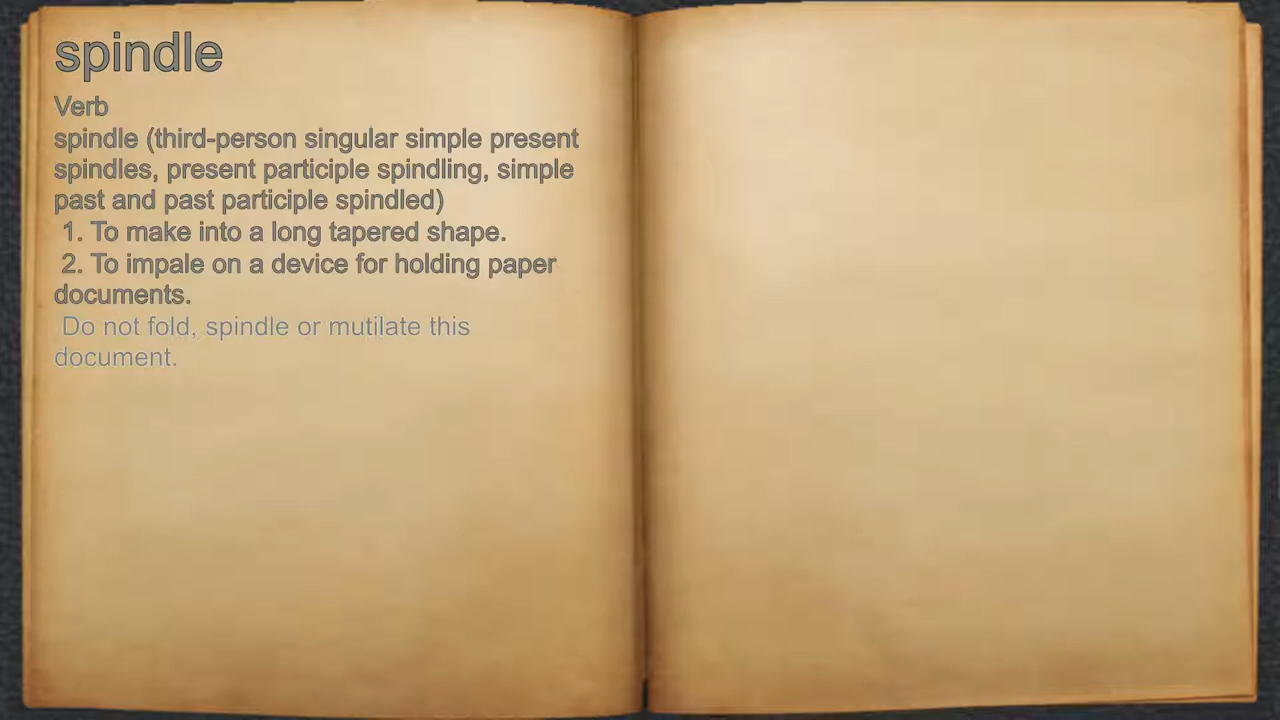 spindle
Verb
spindle (third-person singular simple present
spindles, present participle spindling, simple
past and past participle spindled)
1. To make into a long tapered shape.
2. To impale on a device for holding paper
documents.
Do not fold, spindle or mutilate this
document.